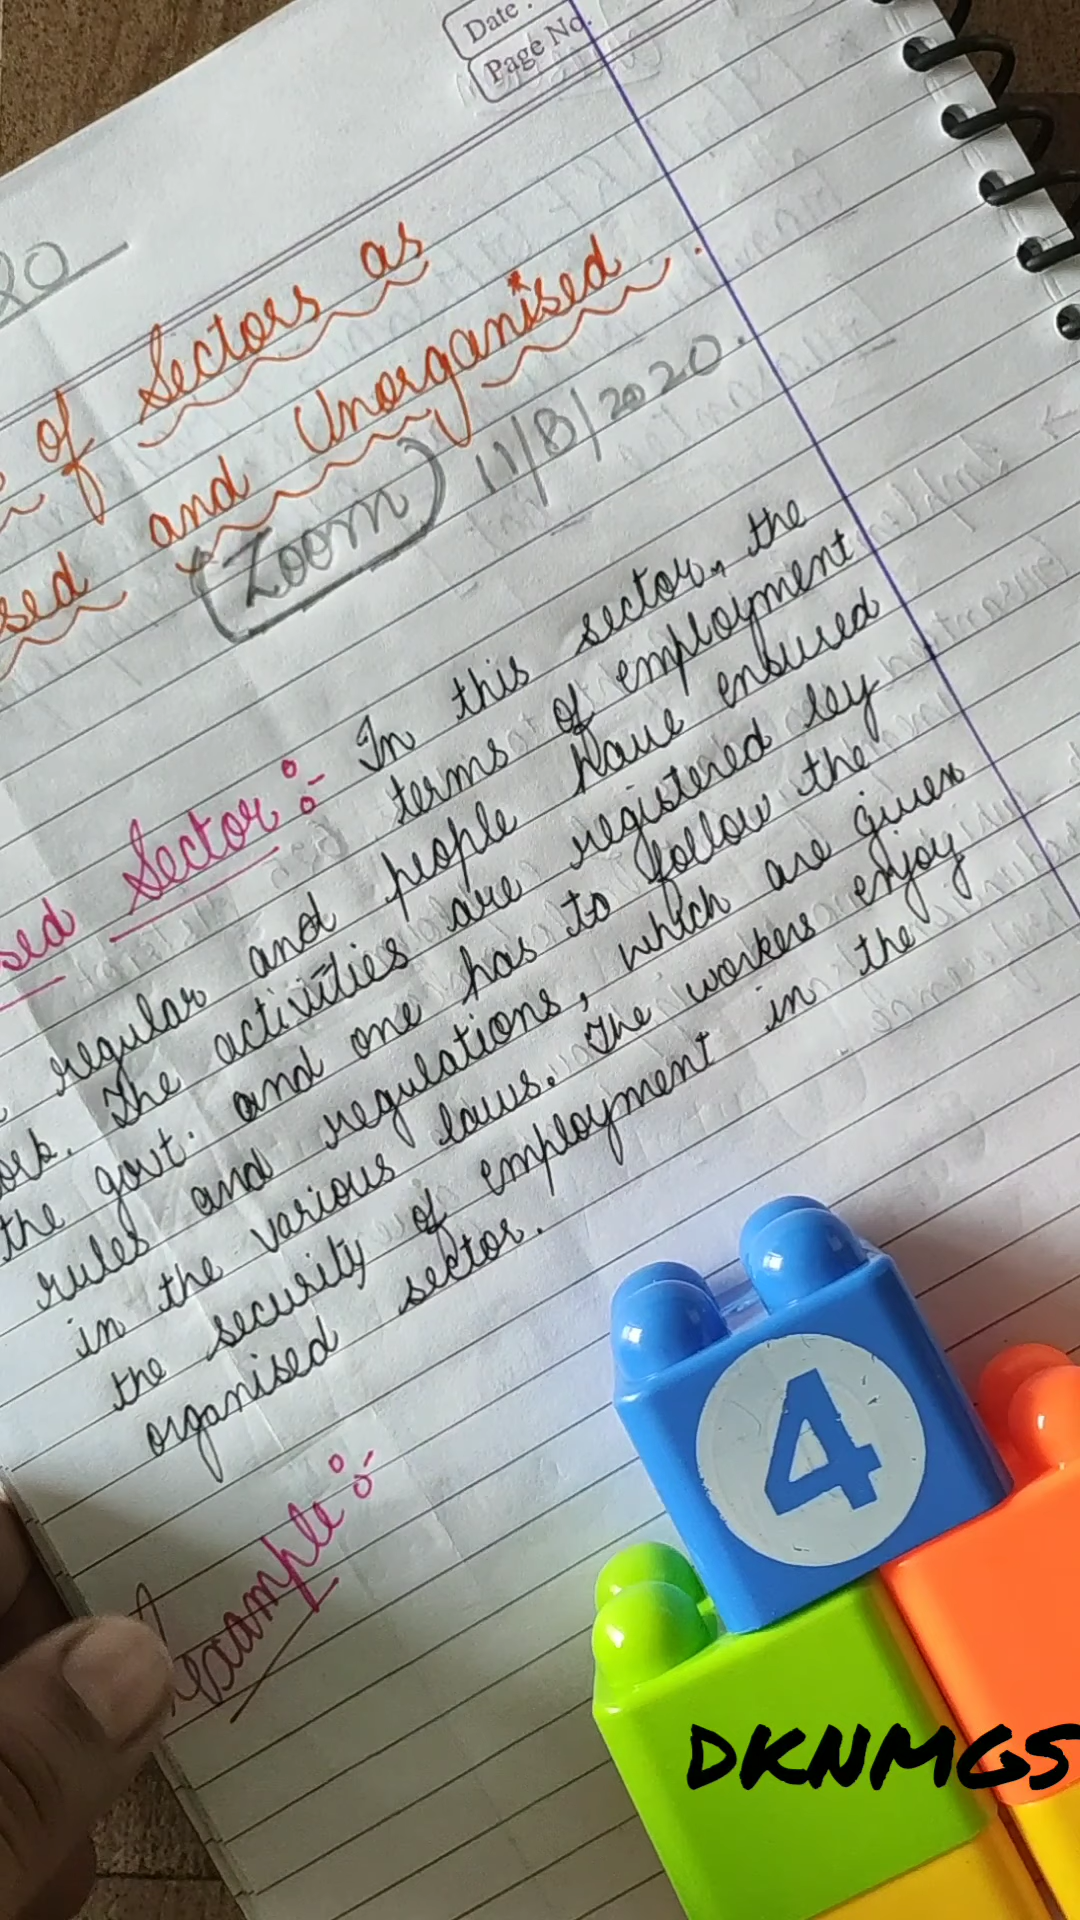 Date :
Page No.
20
of Sectors as
sed and Unorganised.
(Zoom) 11/8/2020.
sed Sector :- In this sector, the
terms of employment
regular and people have ensured
ork. The activities are registered by
the govt. and one has to follow the
rules and regulations, which are given
in the various laws. The workers enjoy
the security of employment in the
organised sector.
Example :-
4
DKNMGS